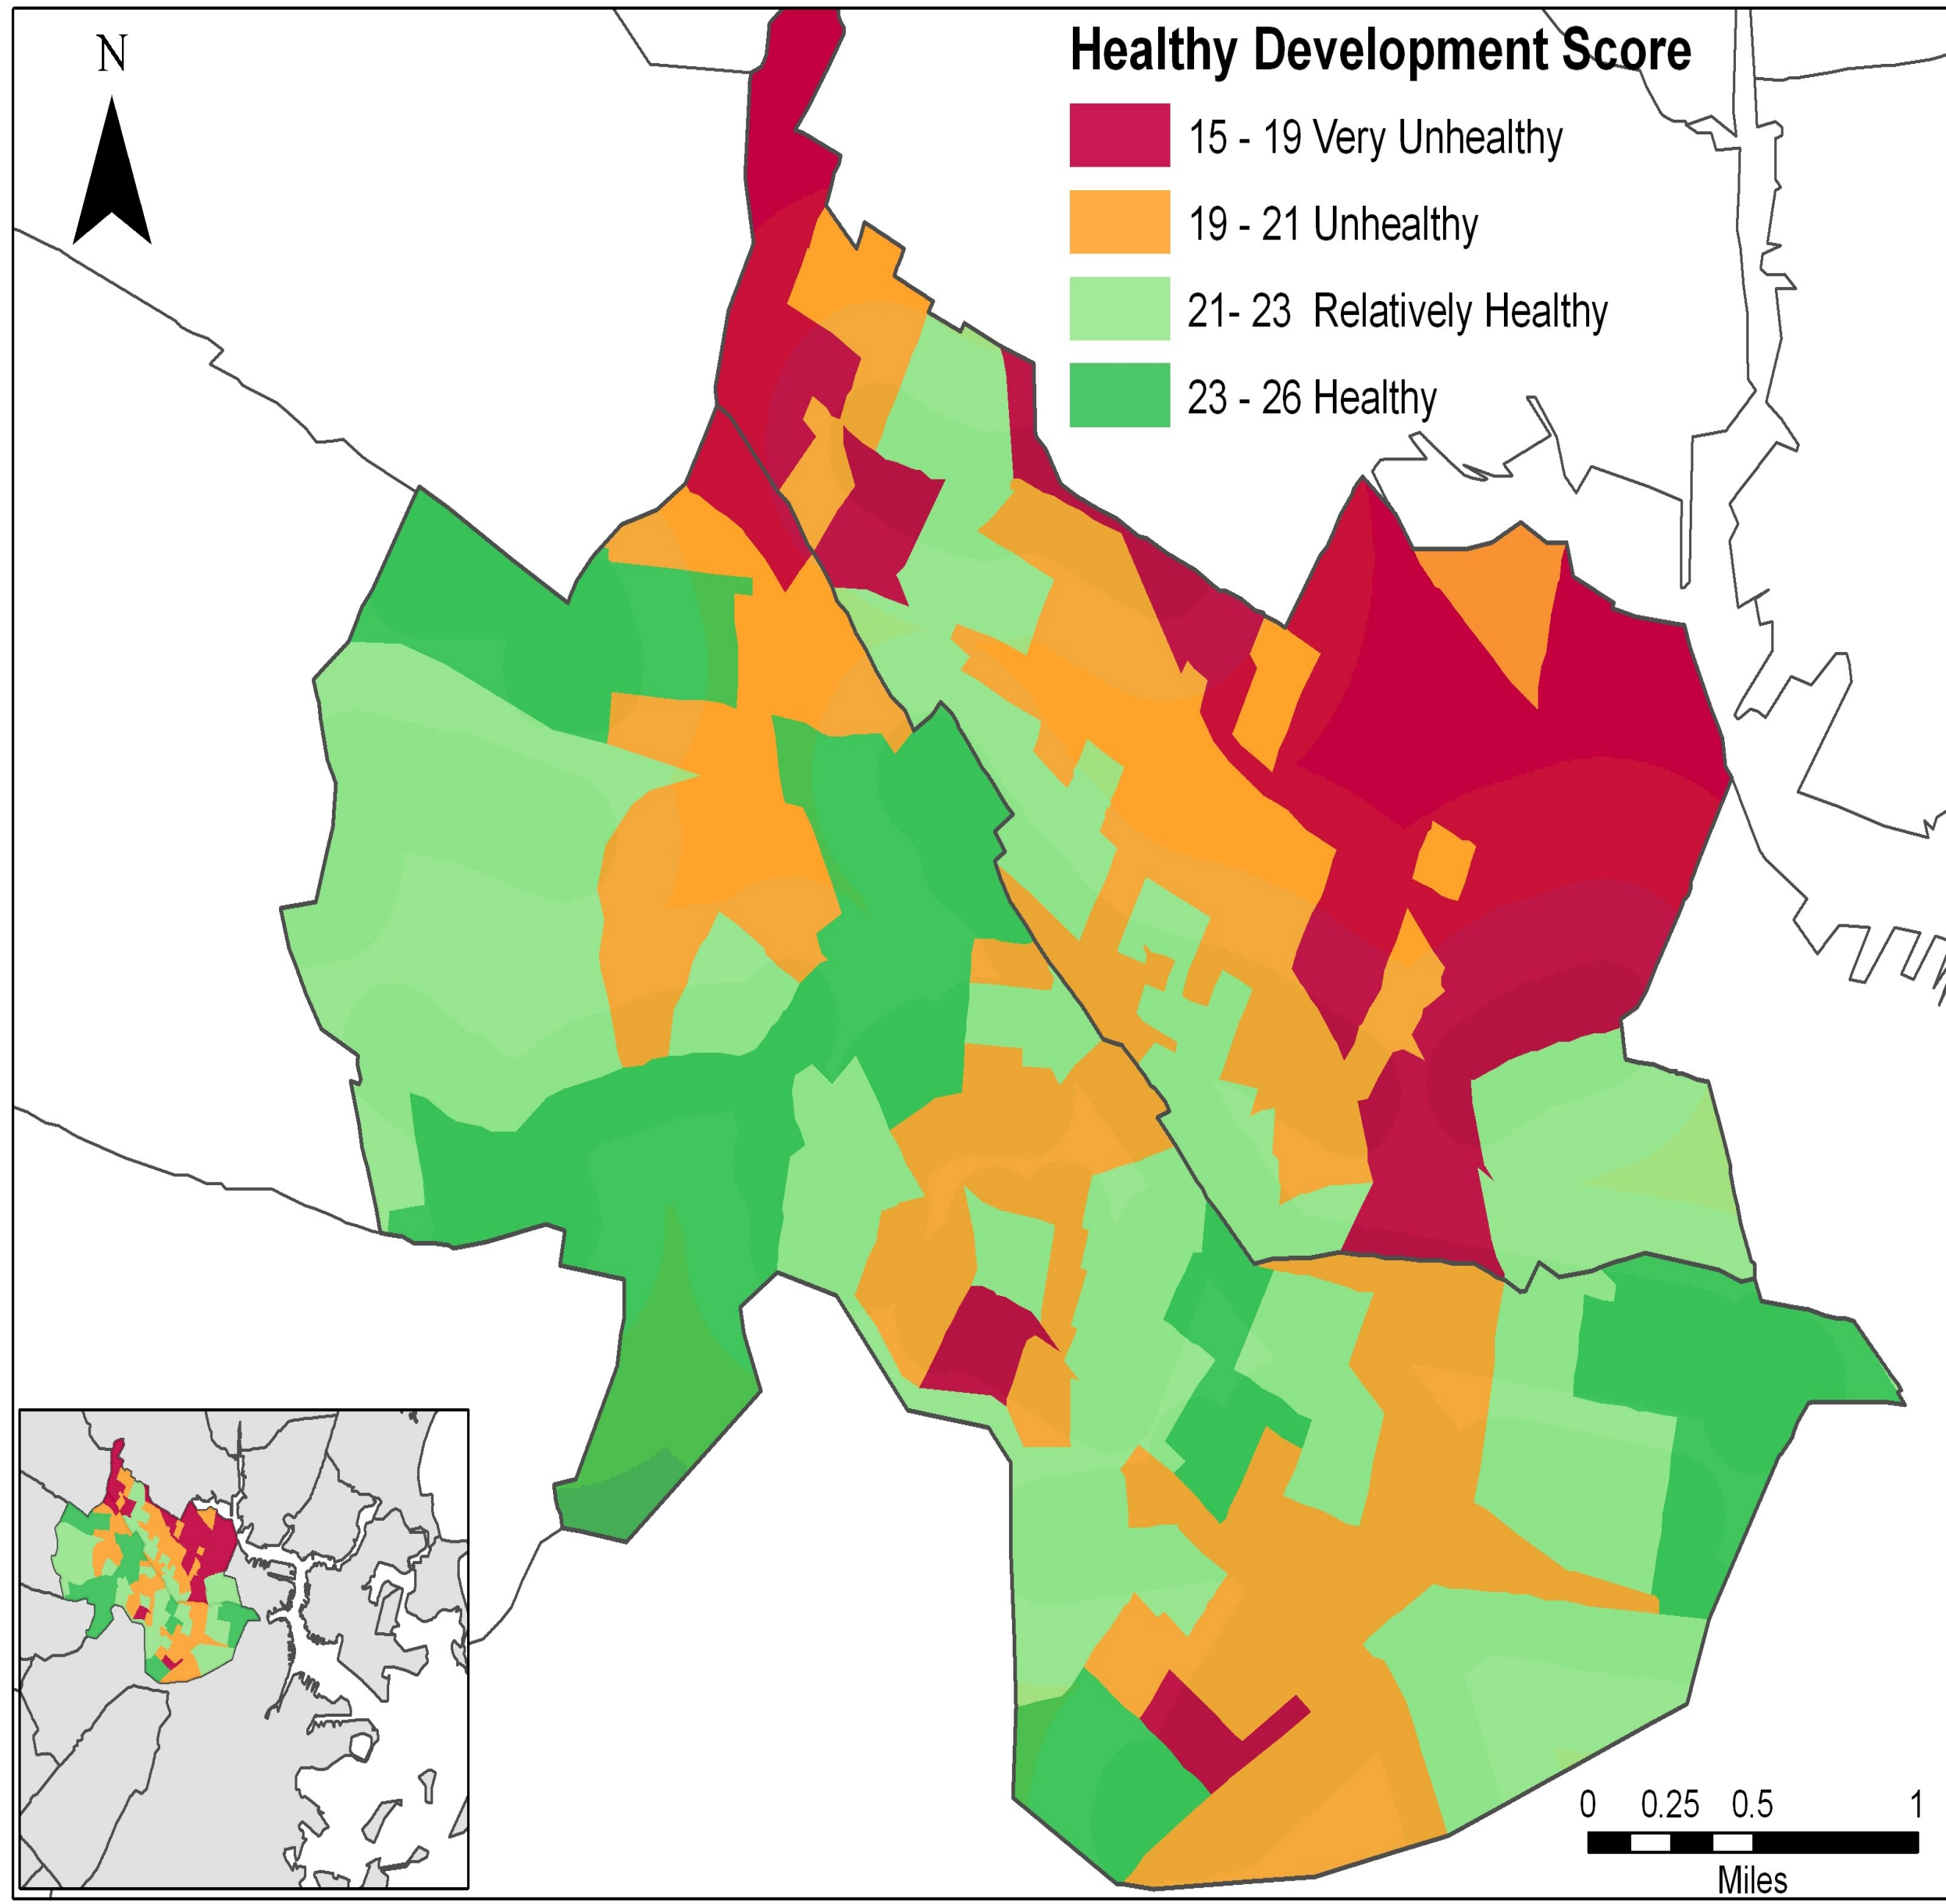 N
Healthy Development Score
15 - 19 Very Unhealthy
19 - 21 Unhealthy
21- 23 Relatively Healthy
23 - 26 Healthy
0 0.25 0.5 1
Miles